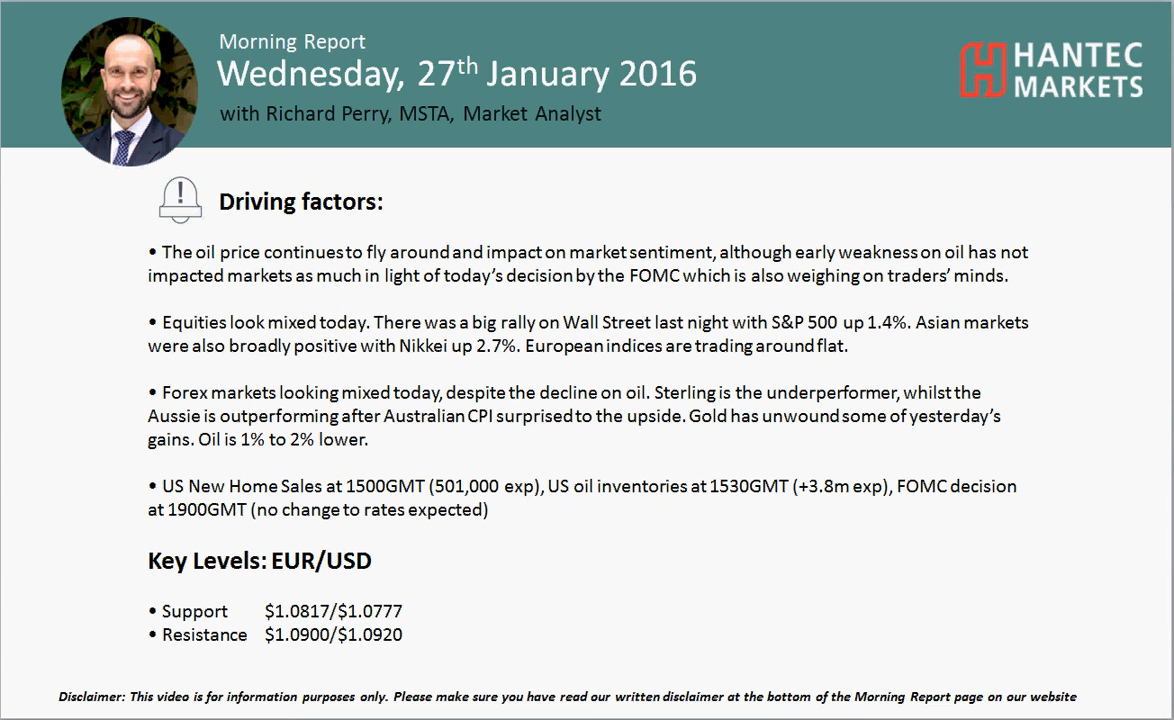 Morning Report
Wednesday, 27th January 2016
with Richard Perry, MSTA, Market Analyst
HANTEC
MARKETS
! Driving factors:
• The oil price continues to fly around and impact on market sentiment, although early weakness on oil has not
impacted markets as much in light of today’s decision by the FOMC which is also weighing on traders’ minds.
• Equities look mixed today. There was a big rally on Wall Street last night with S&P 500 up 1.4%. Asian markets
were also broadly positive with Nikkei up 2.7%. European indices are trading around flat.
• Forex markets looking mixed today, despite the decline on oil. Sterling is the underperformer, whilst the
Aussie is outperforming after Australian CPI surprised to the upside. Gold has unwound some of yesterday’s
gains. Oil is 1% to 2% lower.
• US New Home Sales at 1500GMT (501,000 exp), US oil inventories at 1530GMT (+3.8m exp), FOMC decision
at 1900GMT (no change to rates expected)
Key Levels: EUR/USD
• Support $1.0817/$1.0777
• Resistance $1.0900/$1.0920
Disclaimer: This video is for information purposes only. Please make sure you have read our written disclaimer at the bottom of the Morning Report page on our website